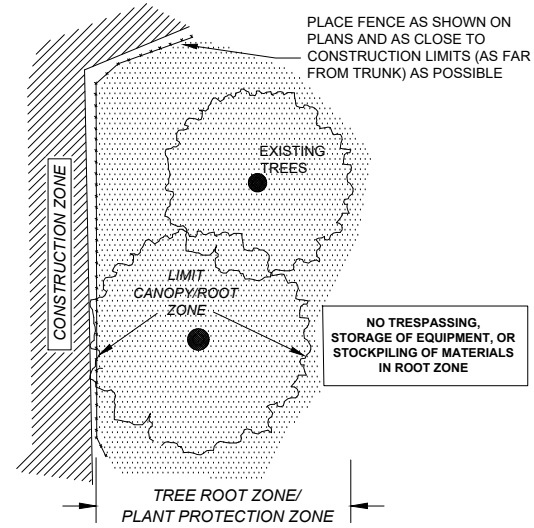 PLACE FENCE AS SHOWN ON
PLANS AND AS CLOSE TO
CONSTRUCTION LIMITS (AS FAR
FROM TRUNK) AS POSSIBLE
EXISTING
TREES
CONSTRUCTION ZONE
LIMIT
CANOPY/ROOT
ZONE
NO TRESPASSING,
STORAGE OF EQUIPMENT, OR
STOCKPILING OF MATERIALS
IN ROOT ZONE
TREE ROOT ZONE/
PLANT PROTECTION ZONE